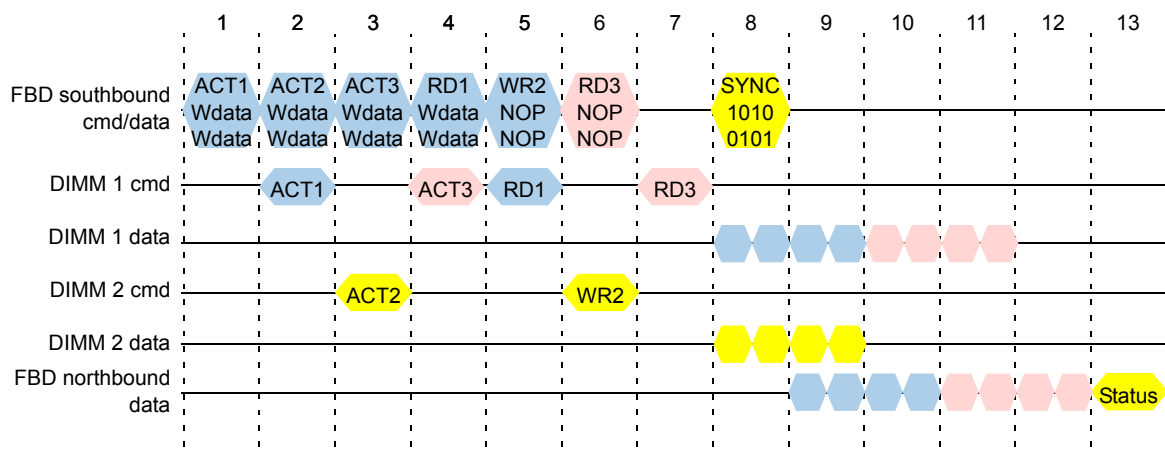 1 2 3 4 5 6 7 8 9 10 11 12 13
FBD southbound
cmd/data
ACT1 ACT2 ACT3 RD1 WR2 RD3 SYNC
Wdata Wdata Wdata Wdata NOP NOP 1010
Wdata Wdata Wdata Wdata NOP NOP 0101
DIMM 1 cmd ACT1 ACT3 RD1 RD3
DIMM 1 data
DIMM 2 cmd ACT2 WR2
DIMM 2 data
FBD northbound
data
Status